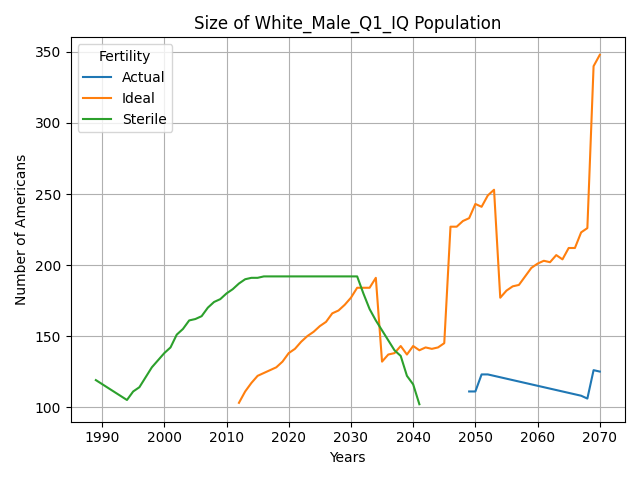 Size of White_Male_Q1_IQ Population
Fertility
Actual
Ideal
Sterile
Number of Americans
350
300
250
200
150
100
1990 2000 2010 2020 2030 2040 2050 2060 2070
Years